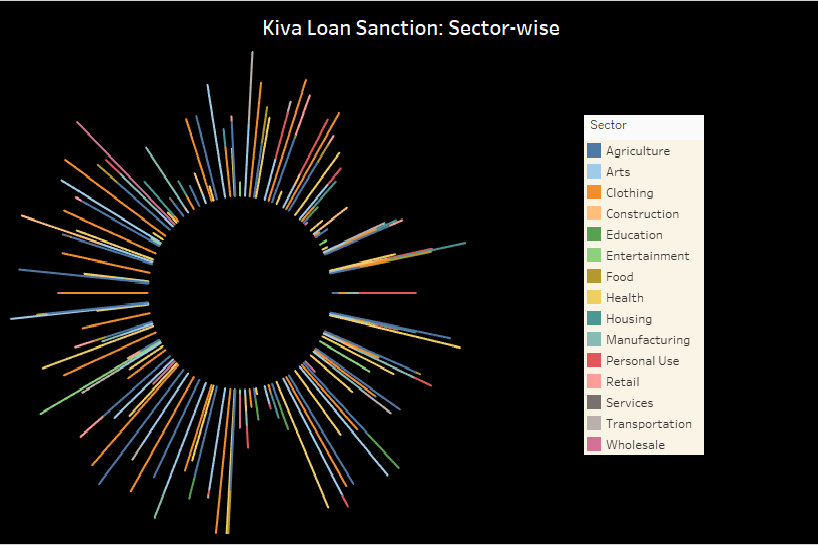 Kiva Loan Sanction: Sector-wise
Sector
Agriculture
Arts
Clothing
Construction
Education
Entertainment
Food
Health
Housing
Manufacturing
Personal Use
Retail
Services
Transportation
Wholesale